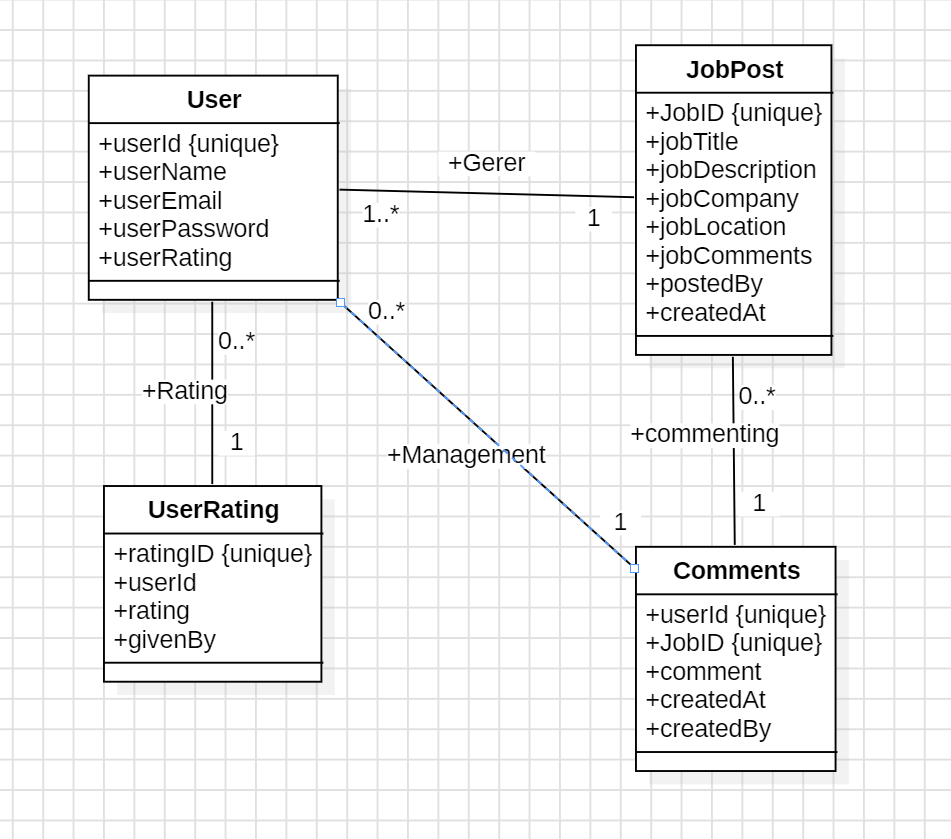 User
+userId {unique}
+userName
+userEmail
+userPassword
+userRating
+Gerer
1..*
1
JobPost
+JobID {unique}
+jobTitle
+jobDescription
+jobCompany
+jobLocation
+jobComments
+postedBy
+createdAt
0..*
+Rating
1
0..*
+Management
1
0..*
+commenting
1
UserRating
+ratingID {unique}
+userId
+rating
+givenBy
Comments
+userId {unique}
+JobID {unique}
+comment
+createdAt
+createdBy